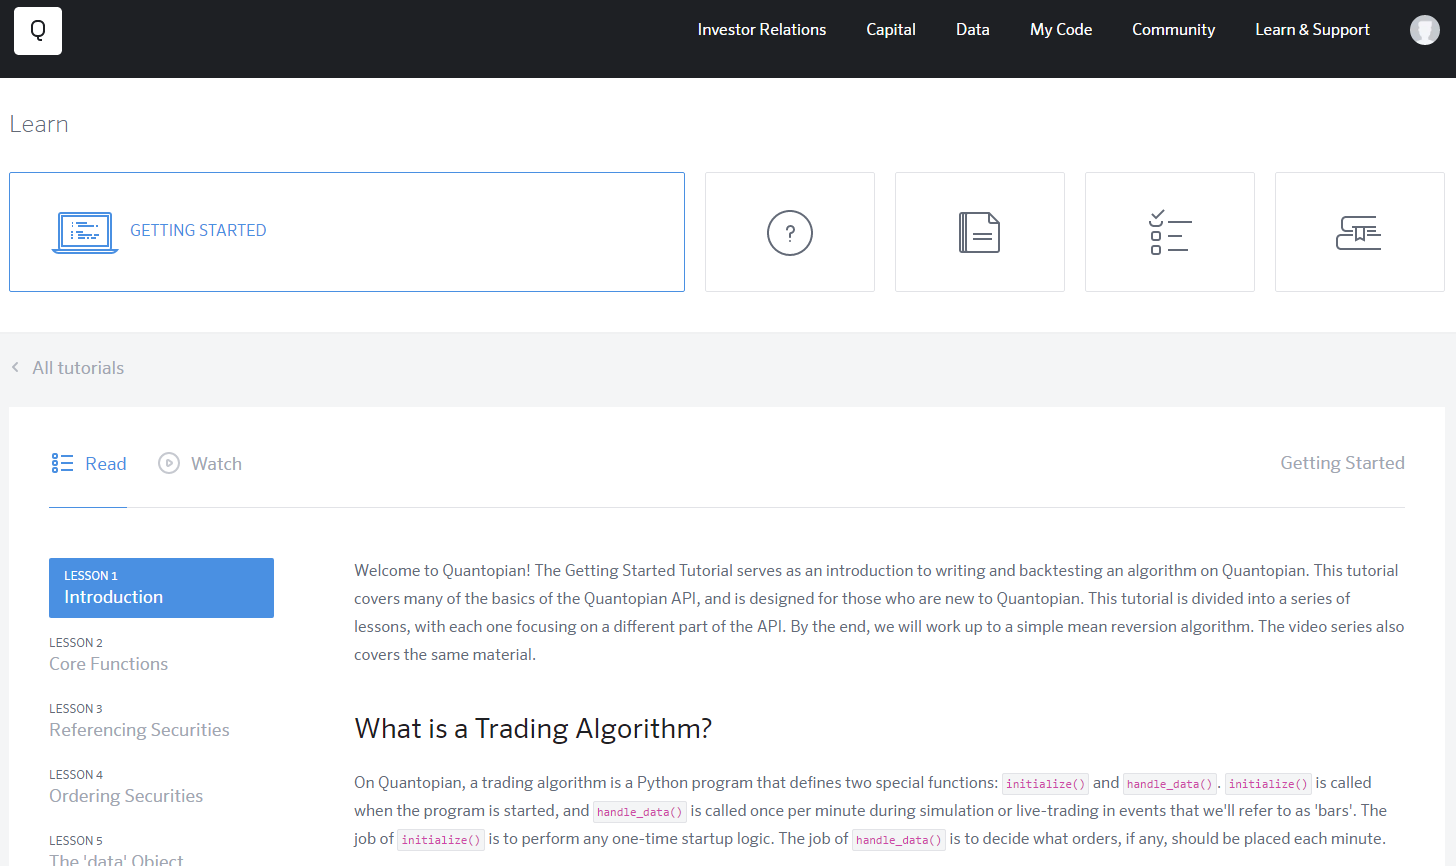 Q
Investor Relations Capital Data My Code Community Learn & Support
Learn
GETTING STARTED
?
All tutorials
Read Watch Getting Started
LESSON 1
Introduction
LESSON 2
Core Functions
LESSON 3
Referencing Securities
LESSON 4
Ordering Securities
LESSON 5
The 'data' Object
Welcome to Quantopian! The Getting Started Tutorial serves as an introduction to writing and backtesting an algorithm on Quantopian. This tutorial
covers many of the basics of the Quantopian API, and is designed for those who are new to Quantopian. This tutorial is divided into a series of
lessons, with each one focusing on a different part of the API. By the end, we will work up to a simple mean reversion algorithm. The video series also
covers the same material.
What is a Trading Algorithm?
On Quantopian, a trading algorithm is a Python program that defines two special functions: initialize() and handle_data(). initialize() is called
when the program is started, and handle_data() is called once per minute during simulation or live-trading in events that we'll refer to as 'bars'. The
job of initialize() is to perform any one-time startup logic. The job of handle_data() is to decide what orders, if any, should be placed each minute.